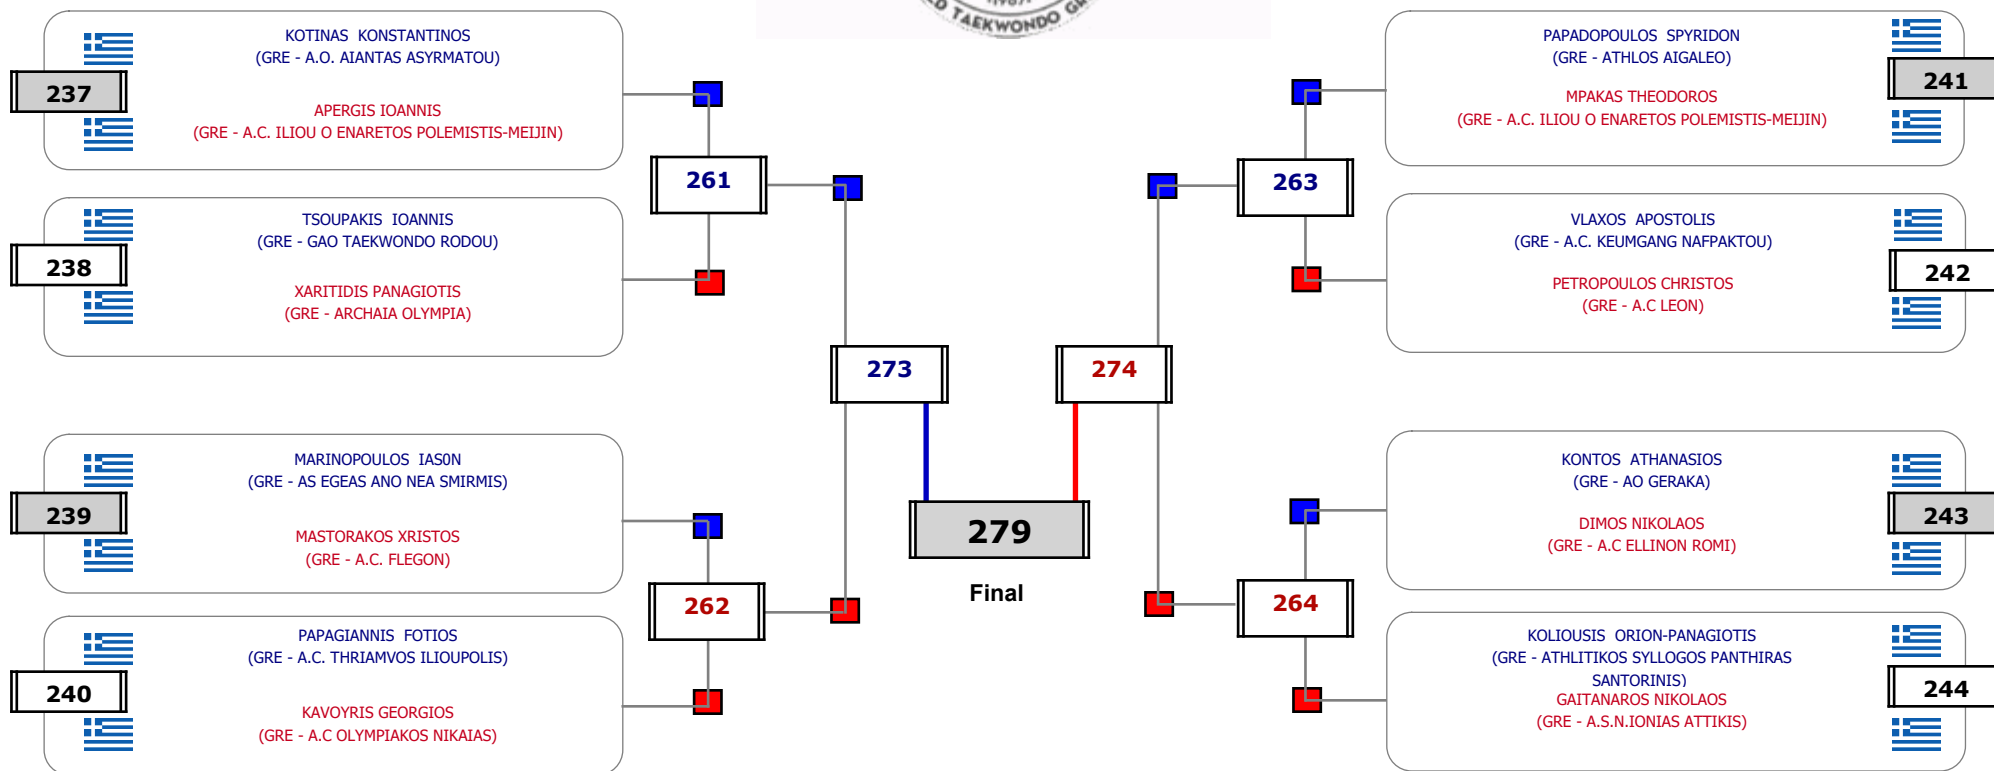 TAEKWONDO
237
KOTINAS KONSTANTINOS
(GRE - A.O. AIANTAS ASYRMATOU)
APERGIS IOANNIS
(GRE - A.C. ILIOU O ENARETOS POLEMISTIS-MEIJIN)
238
TSOUPAKIS IOANNIS
(GRE - GAO TAEKWONDO RODOU)
XARITIDIS PANAGIOTIS
(GRE - ARCHAIA OLYMPIA)
239
MARINOPOULOS IAS0N
(GRE - AS EGEAS ANO NEA SMIRMIS)
MASTORAKOS XRISTOS
(GRE - A.C. FLEGON)
240
PAPAGIANNIS FOTIOS
(GRE - A.C. THRIAMVOS ILIOUPOLIS)
KAVOYRIS GEORGIOS
(GRE - A.C OLYMPIAKOS NIKAIAS)
261
262
273
279
Final
274
263
264
PAPADOPOULOS SPYRIDON
(GRE - ATHLOS AIGALEO)
MPAKAS THEODOROS
(GRE - A.C. ILIOU O ENARETOS POLEMISTIS-MEIJIN)
241
VLAXOS APOSTOLIS
(GRE - A.C. KEUMGANG NAFPAKTOU)
PETROPOULOS CHRISTOS
(GRE - A.C LEON)
242
KONTOS ATHANASIOS
(GRE - AO GERAKA)
DIMOS NIKOLAOS
(GRE - A.C ELLINON ROMI)
243
KOLIOUSIS ORION-PANAGIOTIS
(GRE - ATHLITIKOS SYLLOGOS PANTHIRAS
SANTORINIS)
GAITANAROS NIKOLAOS
(GRE - A.S.N.IONIAS ATTIKIS)
244